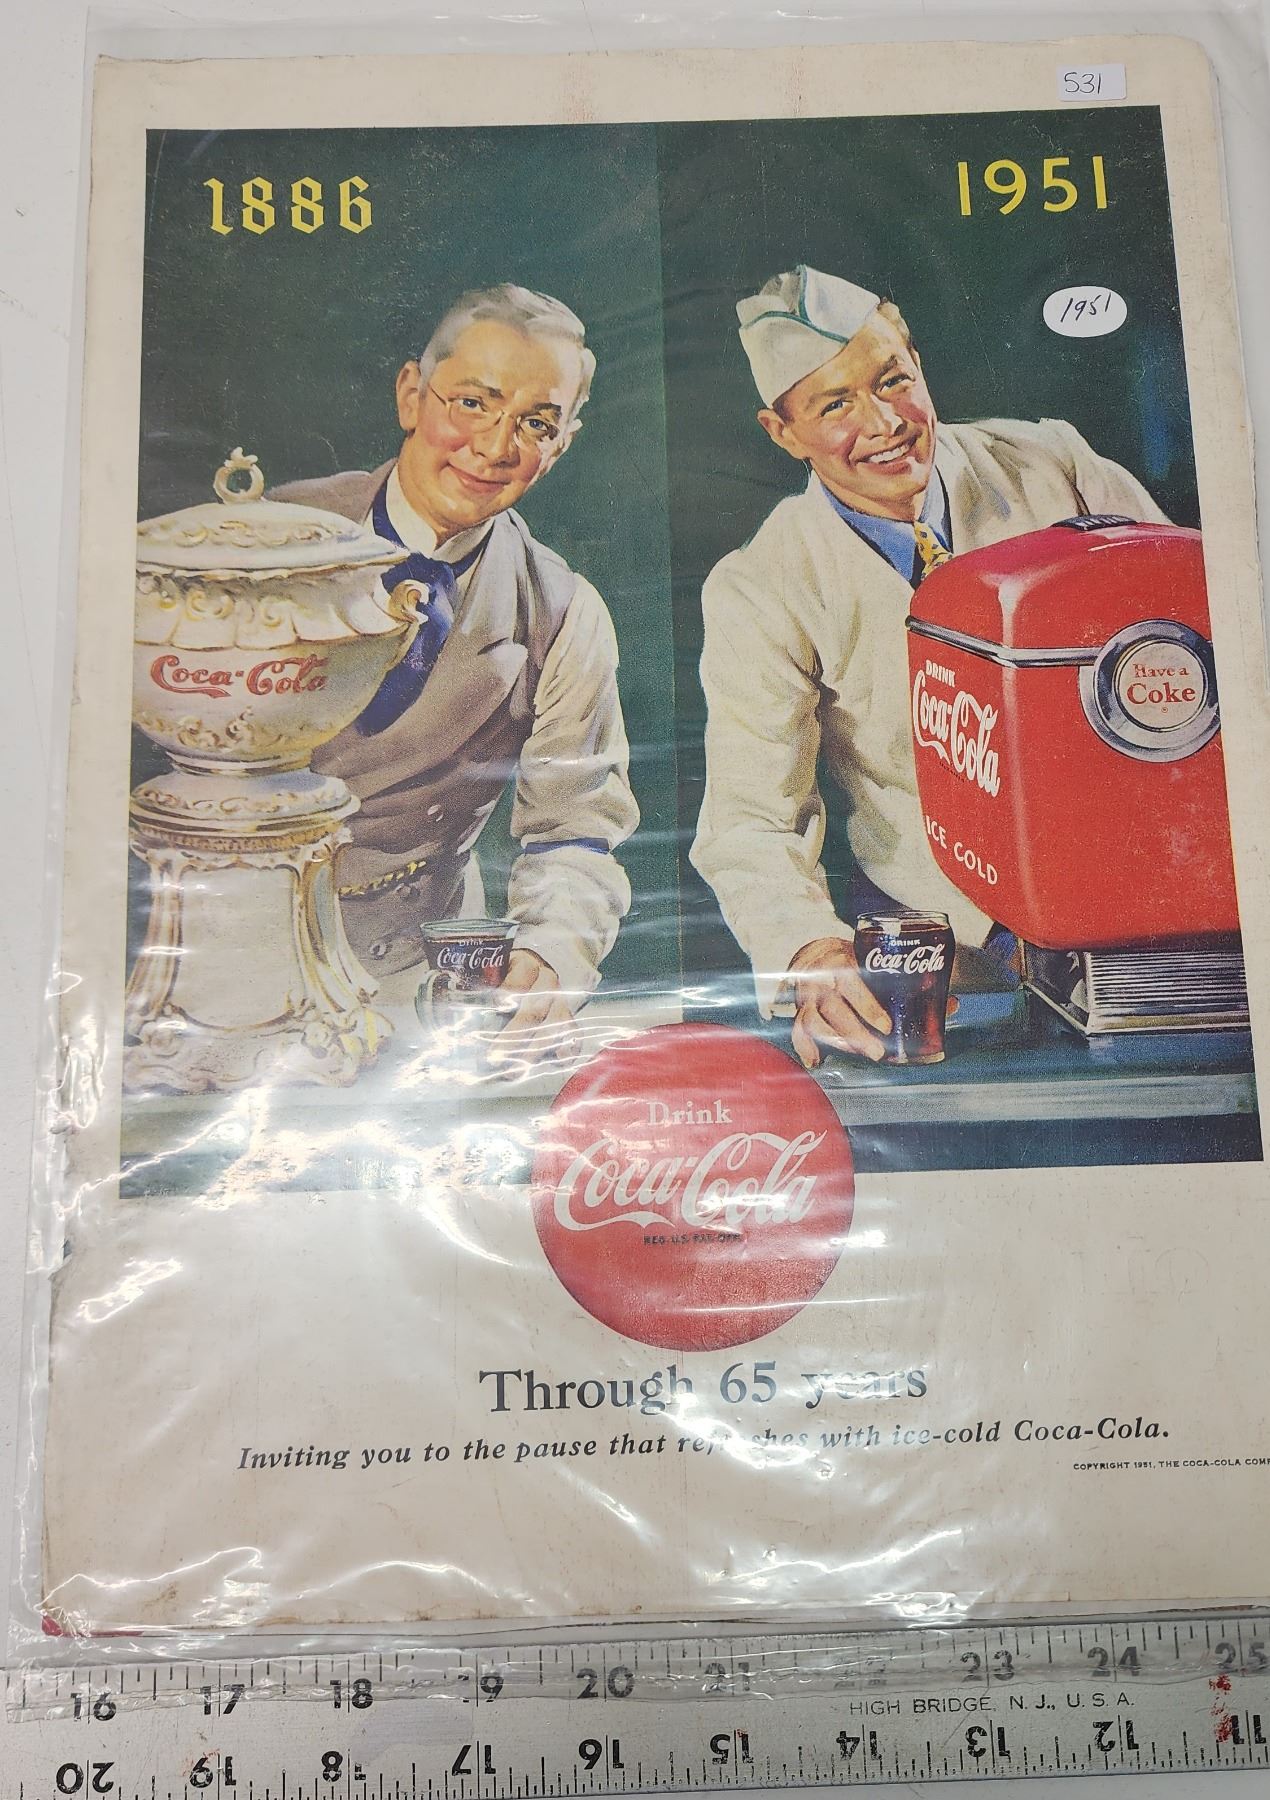 531
1886
1951
1951
Coca-Cola
DRINK
Coca-Cola
ICE COLD
Have a
Coke
Drink
Coca-Cola
DRINK
Coca-Cola
Drink
Coca-Cola
REG. U.S. PAT. OFF.
Through 65 years
Inviting you to the pause that refreshes with ice-cold Coca-Cola.
COPYRIGHT 1951, THE COCA-COLA COMP
16 17 18 19 20 21 22 23 24 25
HIGH BRIDGE, N. J., U. S. A.
20 19 18 17 16 15 14 13 12 11